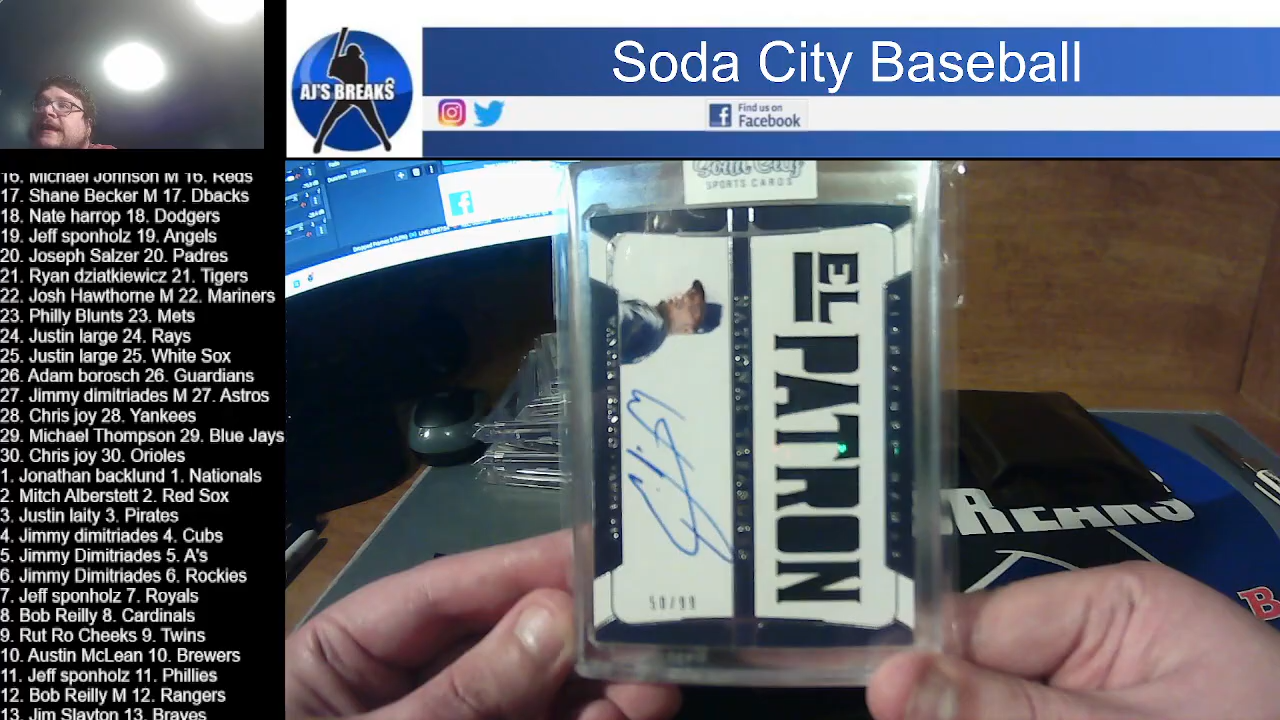 Soda City Baseball
AJ'S BREAKS
Find us on
Facebook
16. Michael Johnson M 16. Reds
17. Shane Becker M 17. Dbacks
18. Nate harrop 18. Dodgers
19. Jeff sponholz 19. Angels
20. Joseph Salzer 20. Padres
21. Ryan dziatkiewicz 21. Tigers
22. Josh Hawthorne M 22. Mariners
23. Philly Blunts 23. Mets
24. Justin large 24. Rays
25. Justin large 25. White Sox
26. Adam borosch 26. Guardians
27. Jimmy dimitriades M 27. Astros
28. Chris joy 28. Yankees
29. Michael Thompson 29. Blue Jays
30. Chris joy 30. Orioles
1. Jonathan backlund 1. Nationals
2. Mitch Alberstett 2. Red Sox
3. Justin laity 3. Pirates
4. Jimmy dimitriades 4. Cubs
5. Jimmy Dimitriades 5. A's
6. Jimmy Dimitriades 6. Rockies
7. Jeff sponholz 7. Royals
8. Bob Reilly 8. Cardinals
9. Rut Ro Cheeks 9. Twins
10. Austin McLean 10. Brewers
11. Jeff sponholz 11. Phillies
12. Bob Reilly M 12. Rangers
13. Jim Slayton 13. Braves
Soda City
SPORTS CARDS
EL PATRON
NATIONAL TREASURES
50/99
BREAKS
B